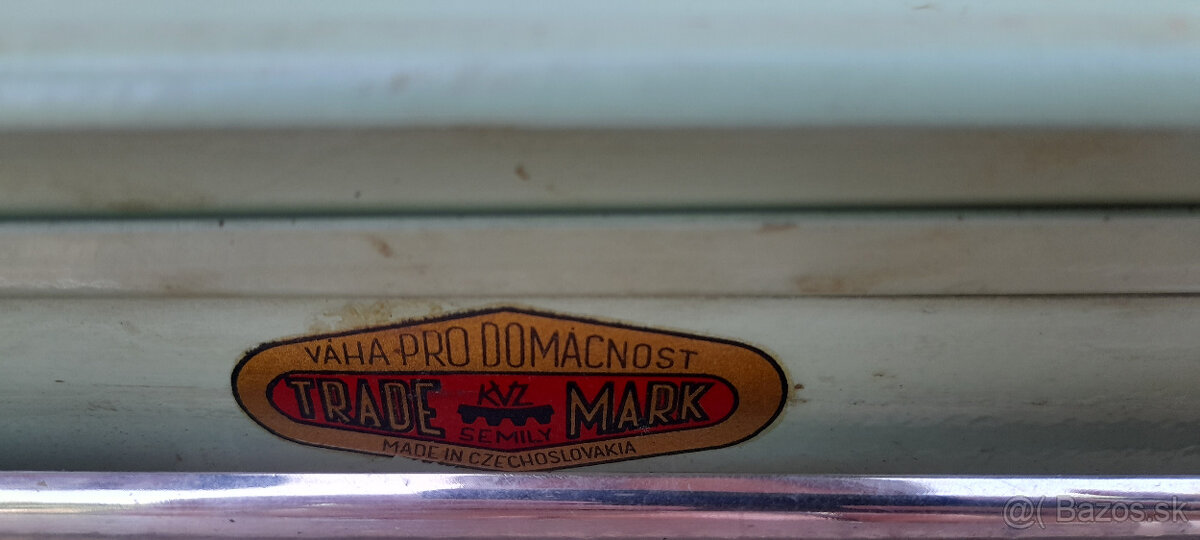 VÁHA PRO DOMÁCNOST
TRADE KVZ MARK
SEMILY
MADE IN CZECHOSLOVAKIA
@( Bazos.sk